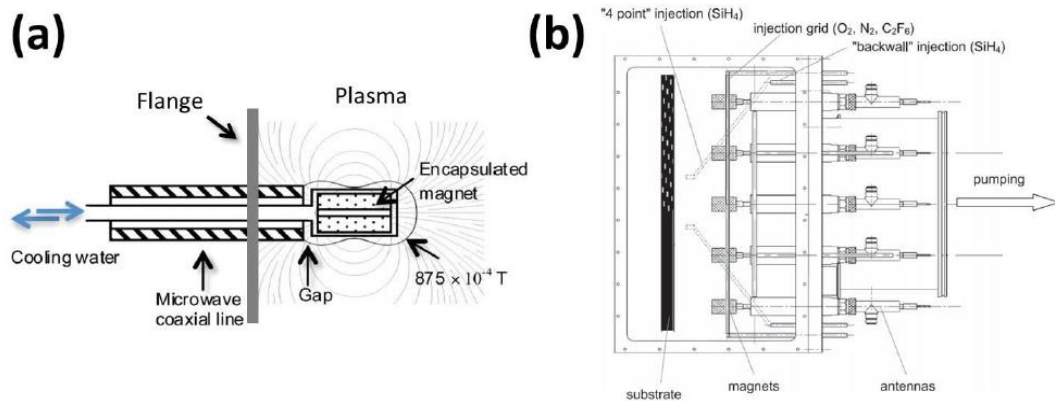 (a)
Flange
Plasma
Encapsulated
magnet
Cooling water
Microwave
coaxial line
Gap
875 × 10⁻⁴ T
(b)
"4 point" injection (SiH₄)
injection grid (O₂, N₂, C₂F₆)
"backwall" injection (SiH₄)
pumping
substrate
magnets
antennas